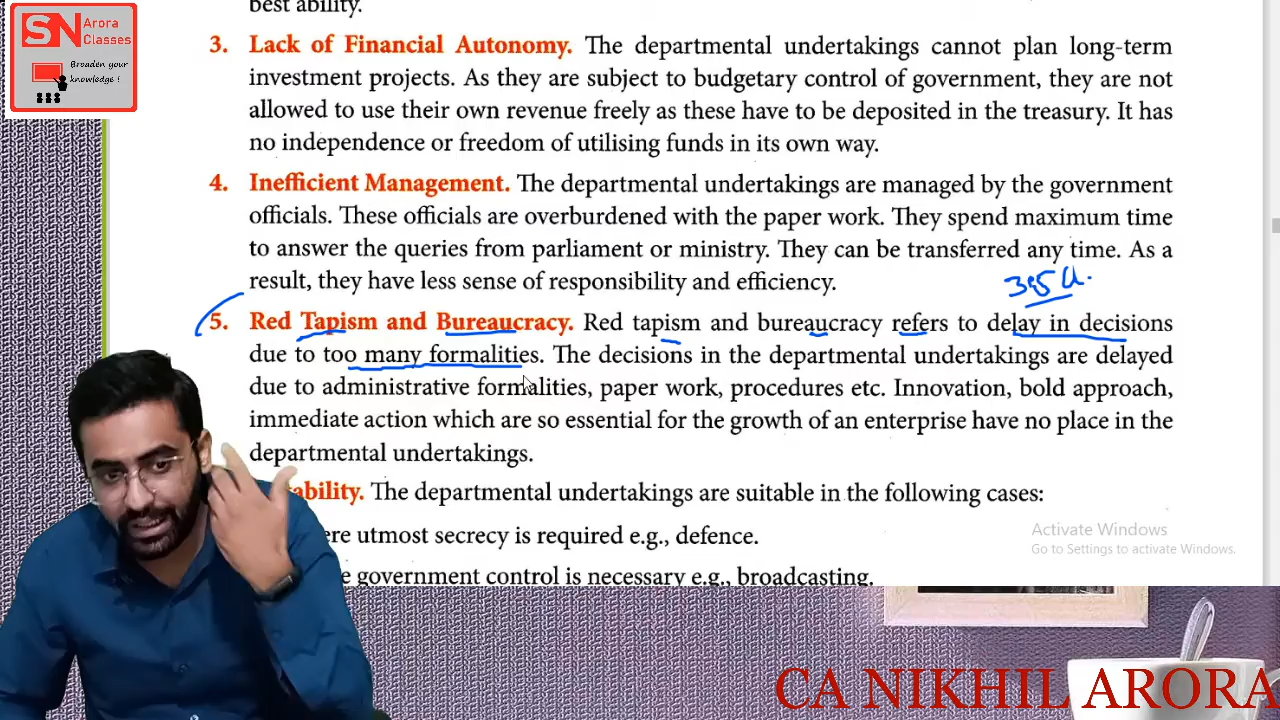 SN Arora Classes
Broaden your
knowledge !
best ability.
3. Lack of Financial Autonomy. The departmental undertakings cannot plan long-term
investment projects. As they are subject to budgetary control of government, they are not
allowed to use their own revenue freely as these have to be deposited in the treasury. It has
no independence or freedom of utilising funds in its own way.
4. Inefficient Management. The departmental undertakings are managed by the government
officials. These officials are overburdened with the paper work. They spend maximum time
to answer the queries from parliament or ministry. They can be transferred any time. As a
result, they have less sense of responsibility and efficiency.
5. Red Tapism and Bureaucracy. Red tapism and bureaucracy refers to delay in decisions
due to too many formalities. The decisions in the departmental undertakings are delayed
due to administrative formalities, paper work, procedures etc. Innovation, bold approach,
immediate action which are so essential for the growth of an enterprise have no place in the
departmental undertakings.
ability. The departmental undertakings are suitable in the following cases:
ere utmost secrecy is required e.g., defence.
e government control is necessary e.g., broadcasting.
Activate Windows
Go to Settings to activate Windows.
CA NIKHIL ARORA